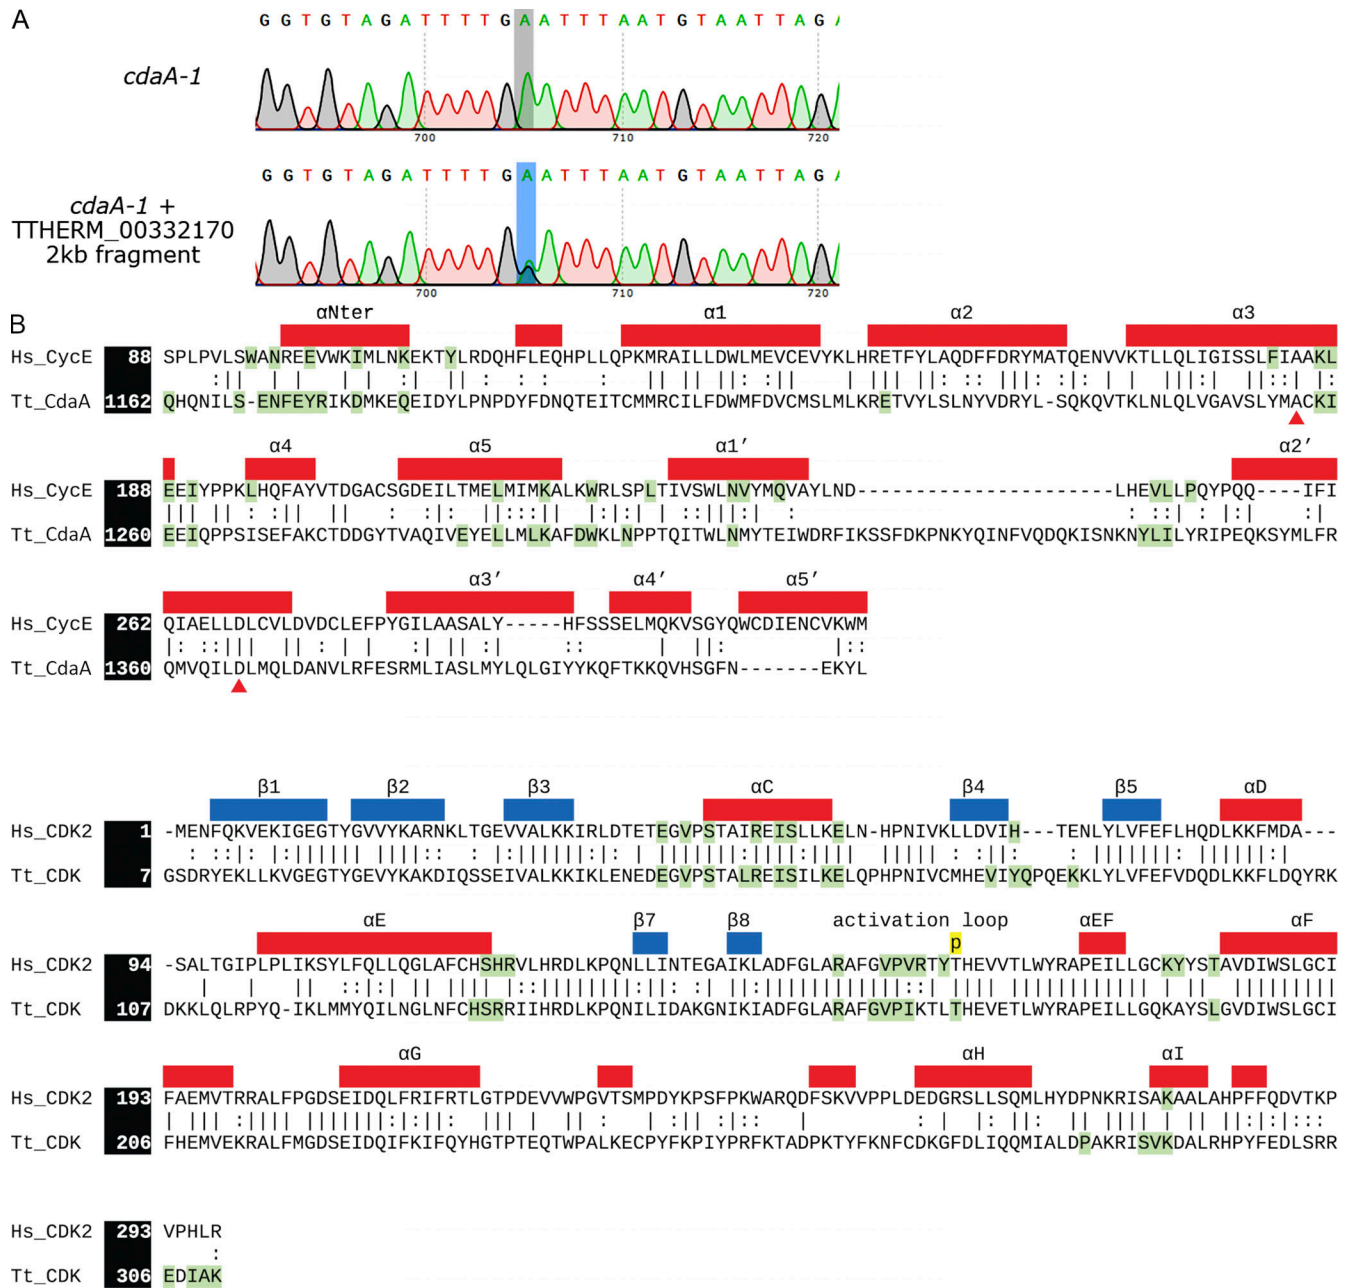 A
G G T G T A G A T T T T G A A T T T A A T G T A A T T A G A
cdaA-1
700 710 720
G G T G T A G A T T T T G A A T T T A A T G T A A T T A G A
cdaA-1 +
TTHERM_00332170
2kb fragment
700 710 720
B
αNter α1 α2 α3
Hs_CycE 88 SPLPVLSWANREEVWKIMLNKEKTYLRDQHFLEQHPLLQPKMRAILLDWLMEVCEVYKLHRETFYLAQDFFDRYMATQENVVKTLLQLIGISSLFIAAKL
Tt_CdaA 1162 QHQNILS-ENFEYRIKDMKEQEIDYLPNPDYFDNQTEITCMMRCILFDWMFDVCMSLMLKRETVYLSLNYVDRYL-SQKQVTKLNLQLVGAVSLYMACKI
α4 α5 α1’ α2’
Hs_CycE 188 EEIYPPKLHQFAYVTDGACSGDEILTMELMIMKALKWRLSPLTIVSWLNVYMQVAYLND----------------------LHEVLLPQYPQQ----IFI
Tt_CdaA 1260 EEIQPPSISEFAKCTDDGYTVAQIVEYELLMLKAFDWKLNPPTQITWLNMYTEIWDRFIKSSFDKPNKYQINFVQDQKISNKNYLILYRIPEQKSYMLFR
α3’ α4’ α5’
Hs_CycE 262 QIAELLDLCVLDVDCLEFPYGILAASALY-----HFSSSELMQKVSGYQWCDIENCVKWM
Tt_CdaA 1360 QMVQILDLMQLDANVLRFESRMLIASLMYLQLGIYYKQFTKKQVHSGFN-------EKYL
β1 β2 β3 αC β4 β5 αD
Hs_CDK2 1 -MENFQKVEKIGEGTYGVVYKARNKLTGEVVALKKIRLDTETEGVPSTAIREISLLKELN-HPNIVKLLDVIH---TENLYLVFEFLHQDLKKFMDA---
Tt_CDK 7 GSDRYEKLLKVGEGTYGEVYKAKDIQSSEIVALKKIKLENEDEGVPSTALREISILKELQPHPNIVCMHEVIYQPQEKKLYLVFEFVDQDLKKFLDQYRK
αE β7 β8 activation loop αEF αF
p
Hs_CDK2 94 -SALTGIPLPLIKSYLFQLLQGLAFCHSHRVLHRDLKPQNLLINTEGAIKLADFGLARAFGVPVRTYTHEVVTLWYRAPEILLGCKYYSTAVDIWSLGCI
Tt_CDK 107 DKKLQLRPYQ-IKLMMYQILNGLNFCHSRRIIHRDLKPQNILIDAKGNIKIADFGLARAFGVPIKTLTHEVETLWYRAPEILLGQKAYSLGVDIWSLGCI
αG αH αI
Hs_CDK2 193 FAEMVTRRALFPGDSEIDQLFRIFRTLGTPDEVVWPGVTSMPDYKPSFPKWARQDFSKVVPPLDEDGRSLLSQMLHYDPNKRISAKAALAHPFFQDVTKP
Tt_CDK 206 FHEMVEKRALFMGDSEIDQIFKIFQYHGTPTEQTWPALKECPYFKPIYPRFKTADPKTYFKNFCDKGFDLIQQMIALDPAKRISVKDALRHPYFEDLSRR
Hs_CDK2 293 VPHLR
Tt_CDK 306 EDIAK